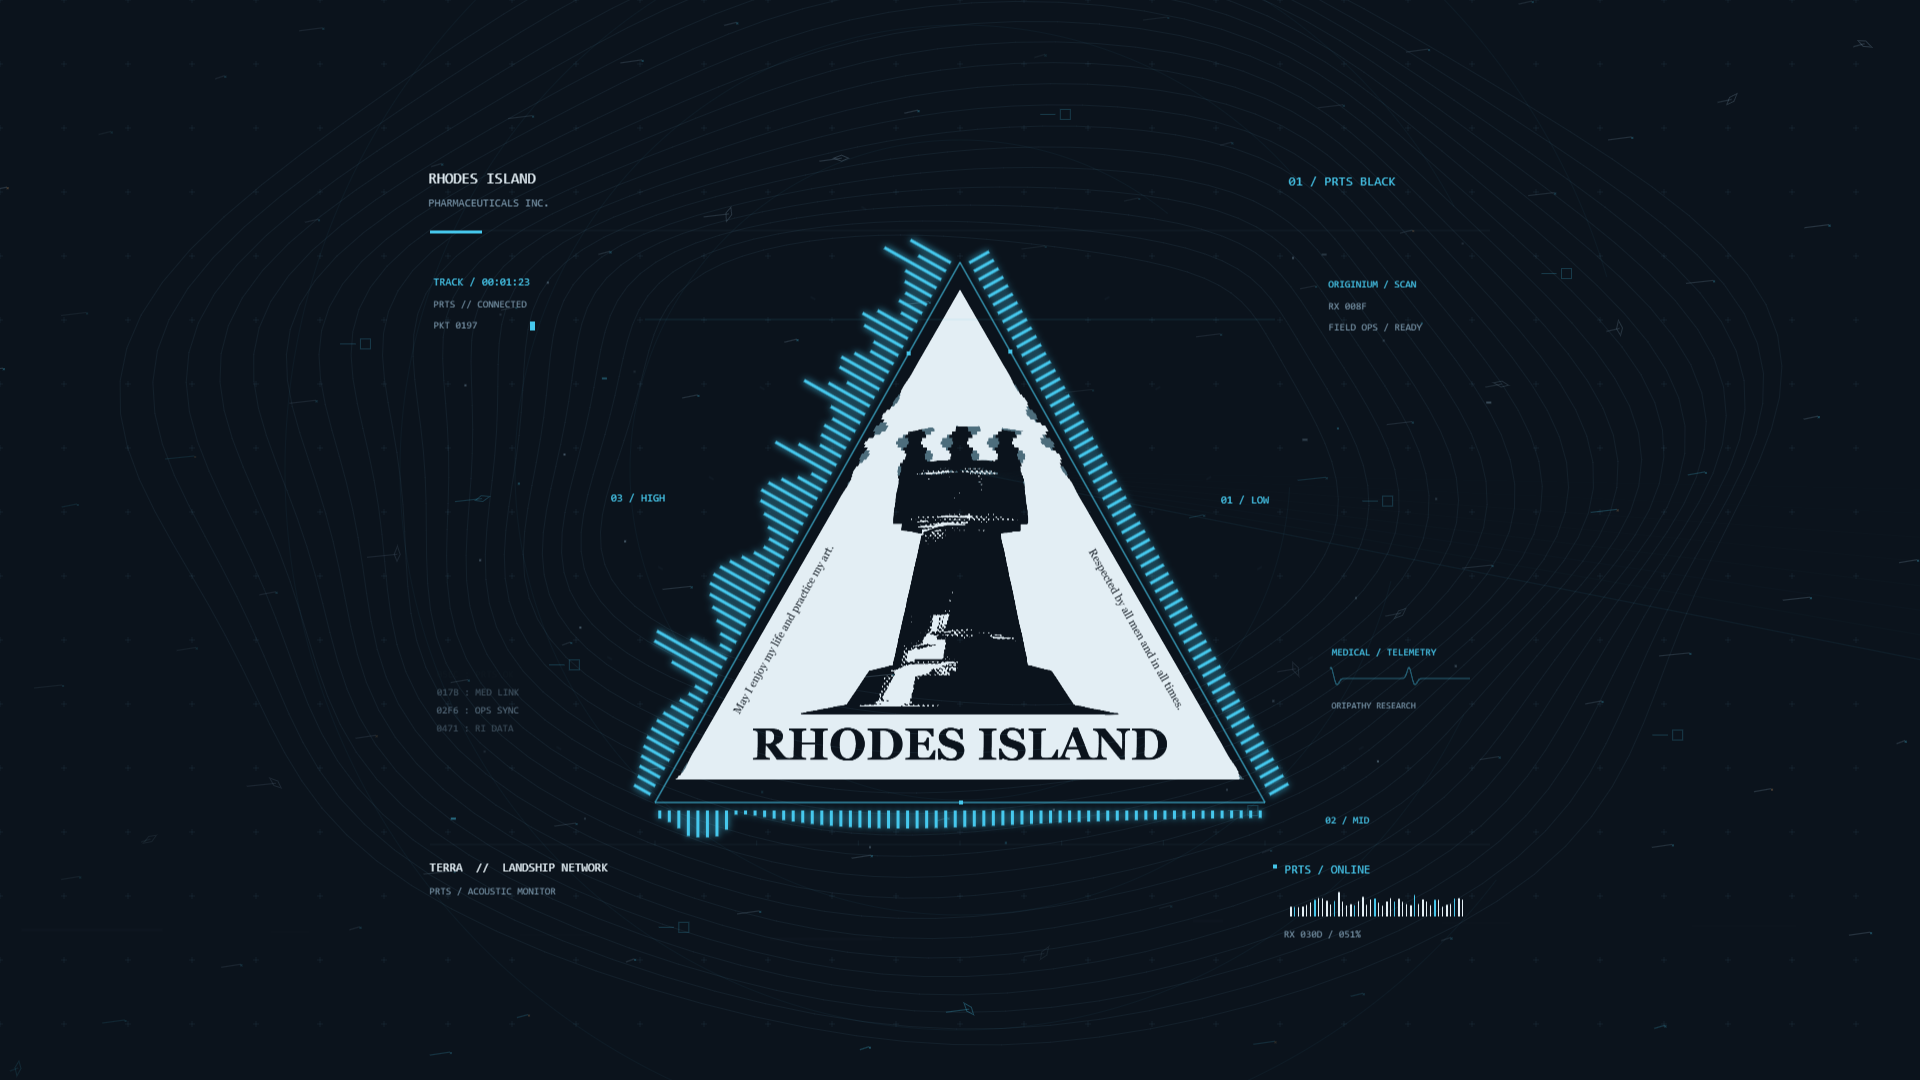 RHODES ISLAND
PHARMACEUTICALS INC.
01 / PRTS BLACK
TRACK / 00:01:23
PRTS // CONNECTED
PKT 0197
ORIGINIUM / SCAN
RX 008F
FIELD OPS / READY
03 / HIGH
01 / LOW
May I enjoy my life and practice my art.
Respected by all men and in all times.
RHODES ISLAND
017B : MED LINK
02F6 : OPS SYNC
0471 : RI DATA
MEDICAL / TELEMETRY
ORIPATHY RESEARCH
02 / MID
TERRA // LANDSHIP NETWORK
PRTS / ACOUSTIC MONITOR
PRTS / ONLINE
RX 030D / 051%